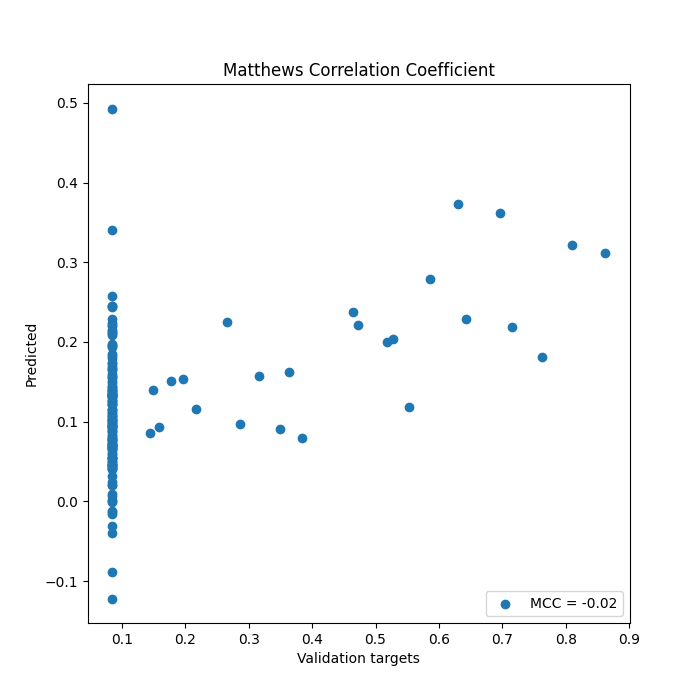 Matthews Correlation Coefficient
0.5
0.4
0.3
0.2
0.1
0.0
−0.1
Predicted
MCC = -0.02
0.1 0.2 0.3 0.4 0.5 0.6 0.7 0.8 0.9
Validation targets